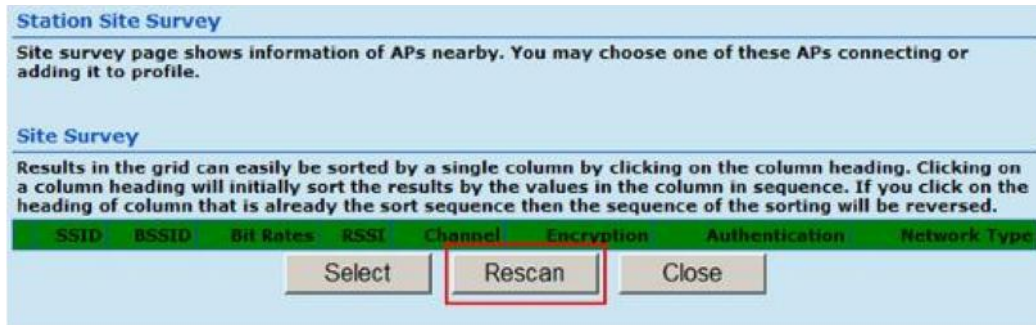 Station Site Survey
Site survey page shows information of APs nearby. You may choose one of these APs connecting or
adding it to profile.
Site Survey
Results in the grid can easily be sorted by a single column by clicking on the column heading. Clicking on
a column heading will initially sort the results by the values in the column in sequence. If you click on the
heading of column that is already the sort sequence then the sequence of the sorting will be reversed.
SSID BSSID Bit Rates RSSI Channel Encryption Authentication Network Type
Select Rescan Close